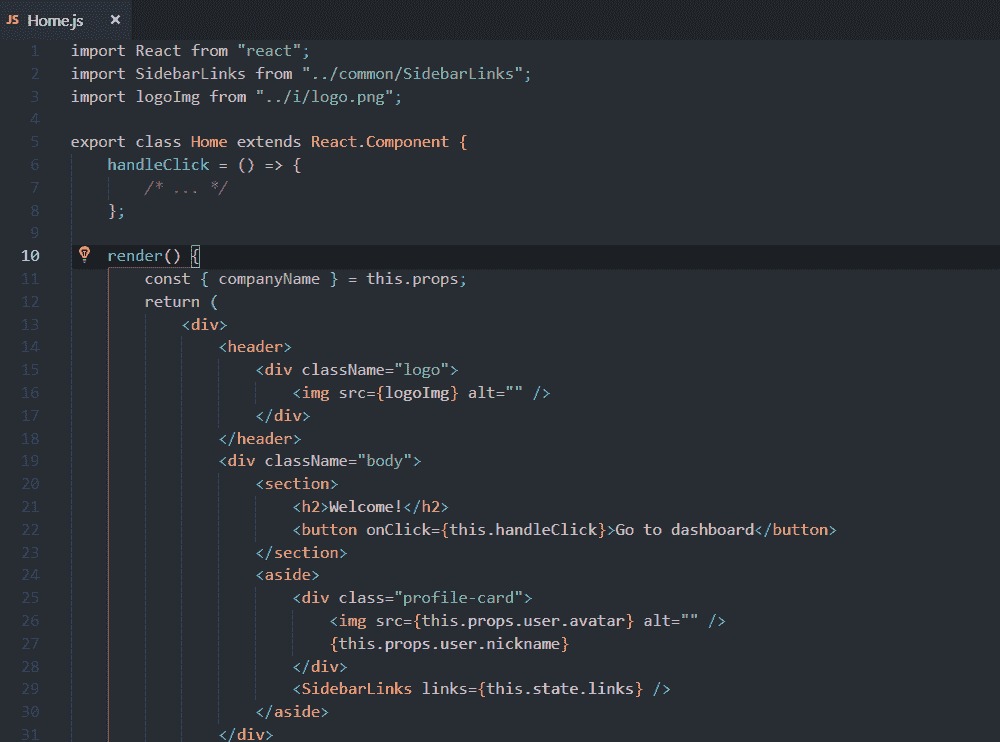 JS Home.js ×
1 import React from "react";
2 import SidebarLinks from "../common/SidebarLinks";
3 import logoImg from "../i/logo.png";
4
5 export class Home extends React.Component {
6     handleClick = () => {
7         /* ... */
8     };
9
10     render() {
11         const { companyName } = this.props;
12         return (
13             <div>
14                 <header>
15                     <div className="logo">
16                         <img src={logoImg} alt="" />
17                     </div>
18                 </header>
19                 <div className="body">
20                     <section>
21                         <h2>Welcome!</h2>
22                         <button onClick={this.handleClick}>Go to dashboard</button>
23                     </section>
24                     <aside>
25                         <div class="profile-card">
26                             <img src={this.props.user.avatar} alt="" />
27                             {this.props.user.nickname}
28                         </div>
29                         <SidebarLinks links={this.state.links} />
30                     </aside>
31                 </div>